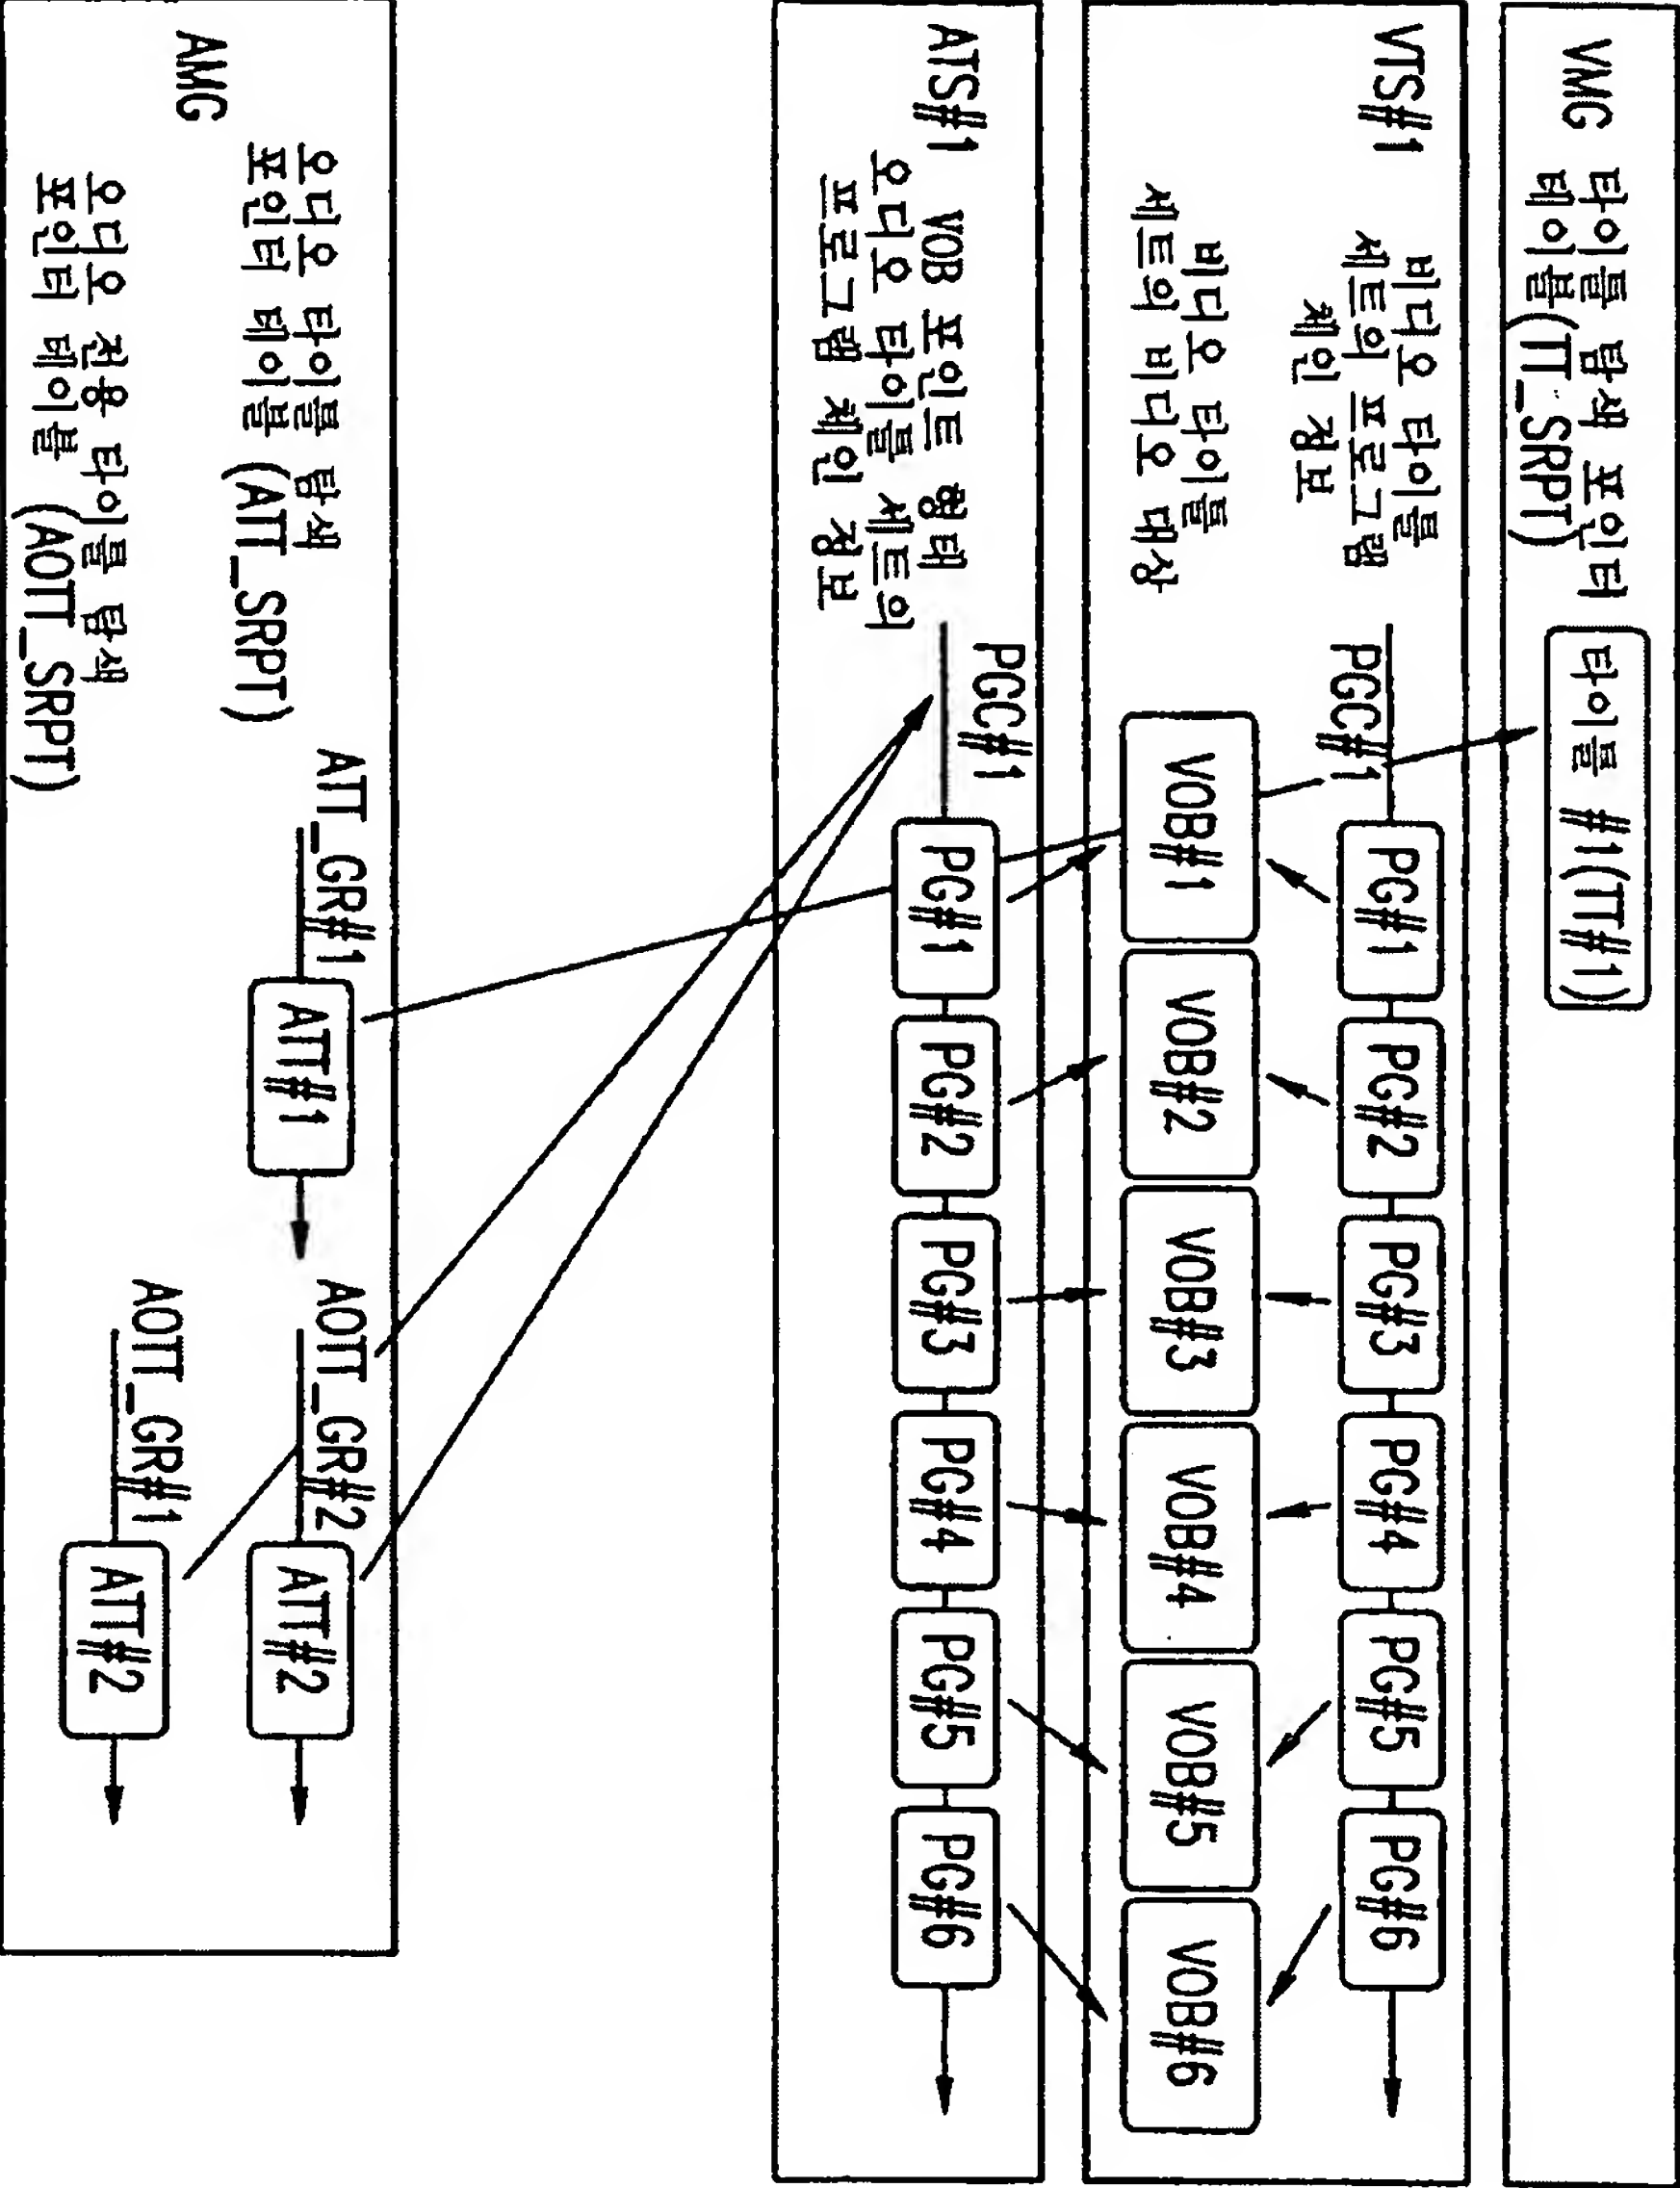 VMG
타이틀 탐색 포인터
테이블(TT_SRPT)
타이틀 #1(TT#1)
VTS#1
비디오 타이틀
세트의 프로그램
체인 정보
PGC#1
PG#1
PG#2
PG#3
PG#4
PG#5
PG#6
비디오 타이틀
세트의 비디오 대상
VOB#1
VOB#2
VOB#3
VOB#4
VOB#5
VOB#6
ATS#1
VOB 포인트 형태
오디오 타이틀 세트의
프로그램 체인 정보
PGC#1
PG#1
PG#2
PG#3
PG#4
PG#5
PG#6
AMG
오디오 타이틀 탐색
포인터 테이블 (ATT_SRPT)
ATT_GR#1
ATT#1
AOTT_GR#2
ATT#2
오디오 전용 타이틀 탐색
포인터 테이블 (AOTT_SRPT)
AOTT_GR#1
ATT#2